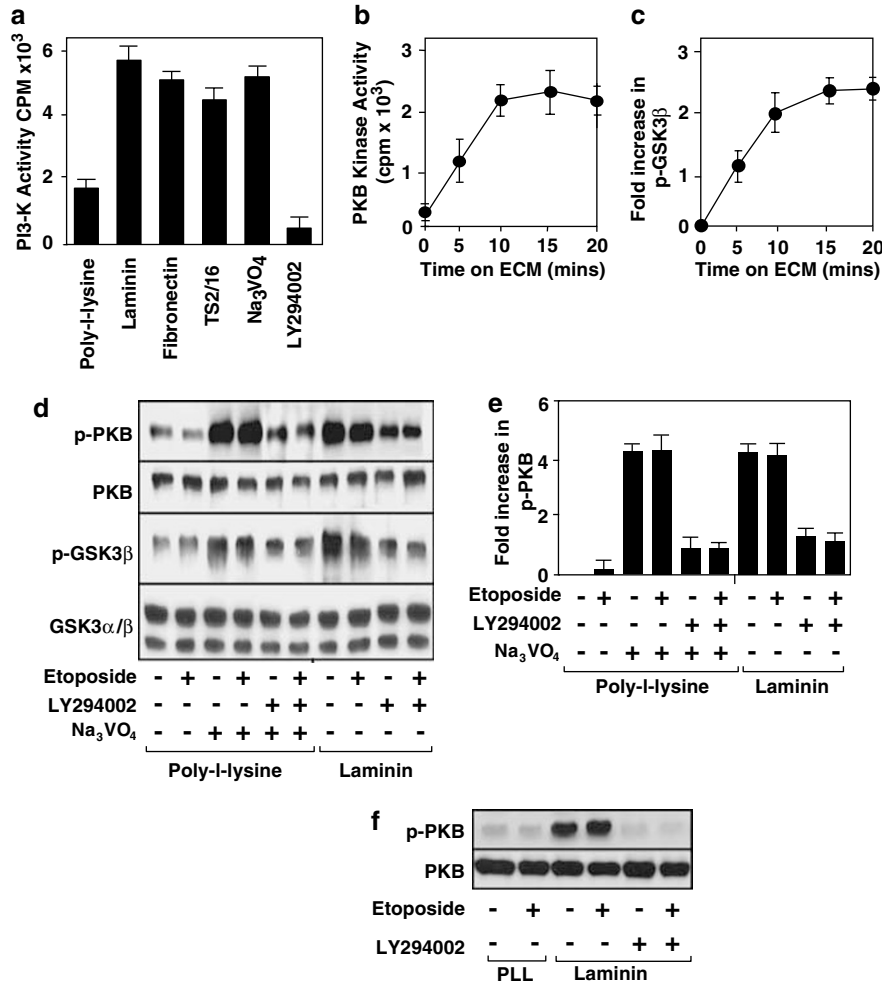 a
PI3-K Activity CPM x10³
6
4
2
0
Poly-l-lysine
Laminin
Fibronectin
TS2/16
Na₃VO₄
LY294002
b
PKB Kinase Activity
(cpm x 10³)
3
2
1
0
0 5 10 15 20
Time on ECM (mins)
c
Fold increase in
p-GSK3β
3
2
1
0
0 5 10 15 20
Time on ECM (mins)
d
p-PKB
PKB
p-GSK3β
GSK3α/β
Etoposide - + - + - + - + - +
LY294002 - - - - + + - - + +
Na₃VO₄ - - + + + + - - - -
Poly-l-lysine Laminin
e
Fold increase in
p-PKB
6
4
2
0
Etoposide - + - + - + - + - +
LY294002 - - - - + + - - + +
Na₃VO₄ - - + + + + - - - -
Poly-l-lysine Laminin
f
p-PKB
PKB
Etoposide - + - + - +
LY294002 - - - - + +
PLL Laminin